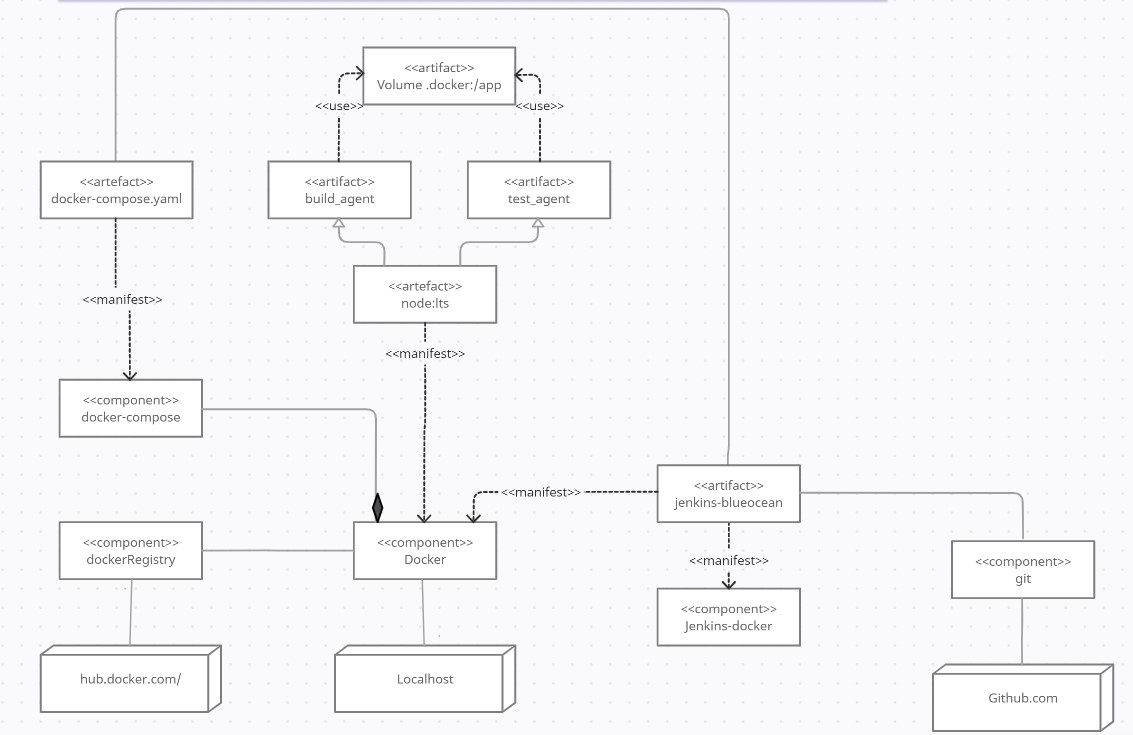 <<artifact>>
Volume .docker:/app
<<use>>
<<use>>
<<artefact>>
docker-compose.yaml
<<artifact>>
build_agent
<<artifact>>
test_agent
<<artefact>>
node:lts
<<manifest>>
<<manifest>>
<<component>>
docker-compose
<<manifest>>
<<artifact>>
jenkins-blueocean
<<component>>
dockerRegistry
<<component>>
Docker
<<manifest>>
<<component>>
git
<<component>>
Jenkins-docker
hub.docker.com/
Localhost
Github.com